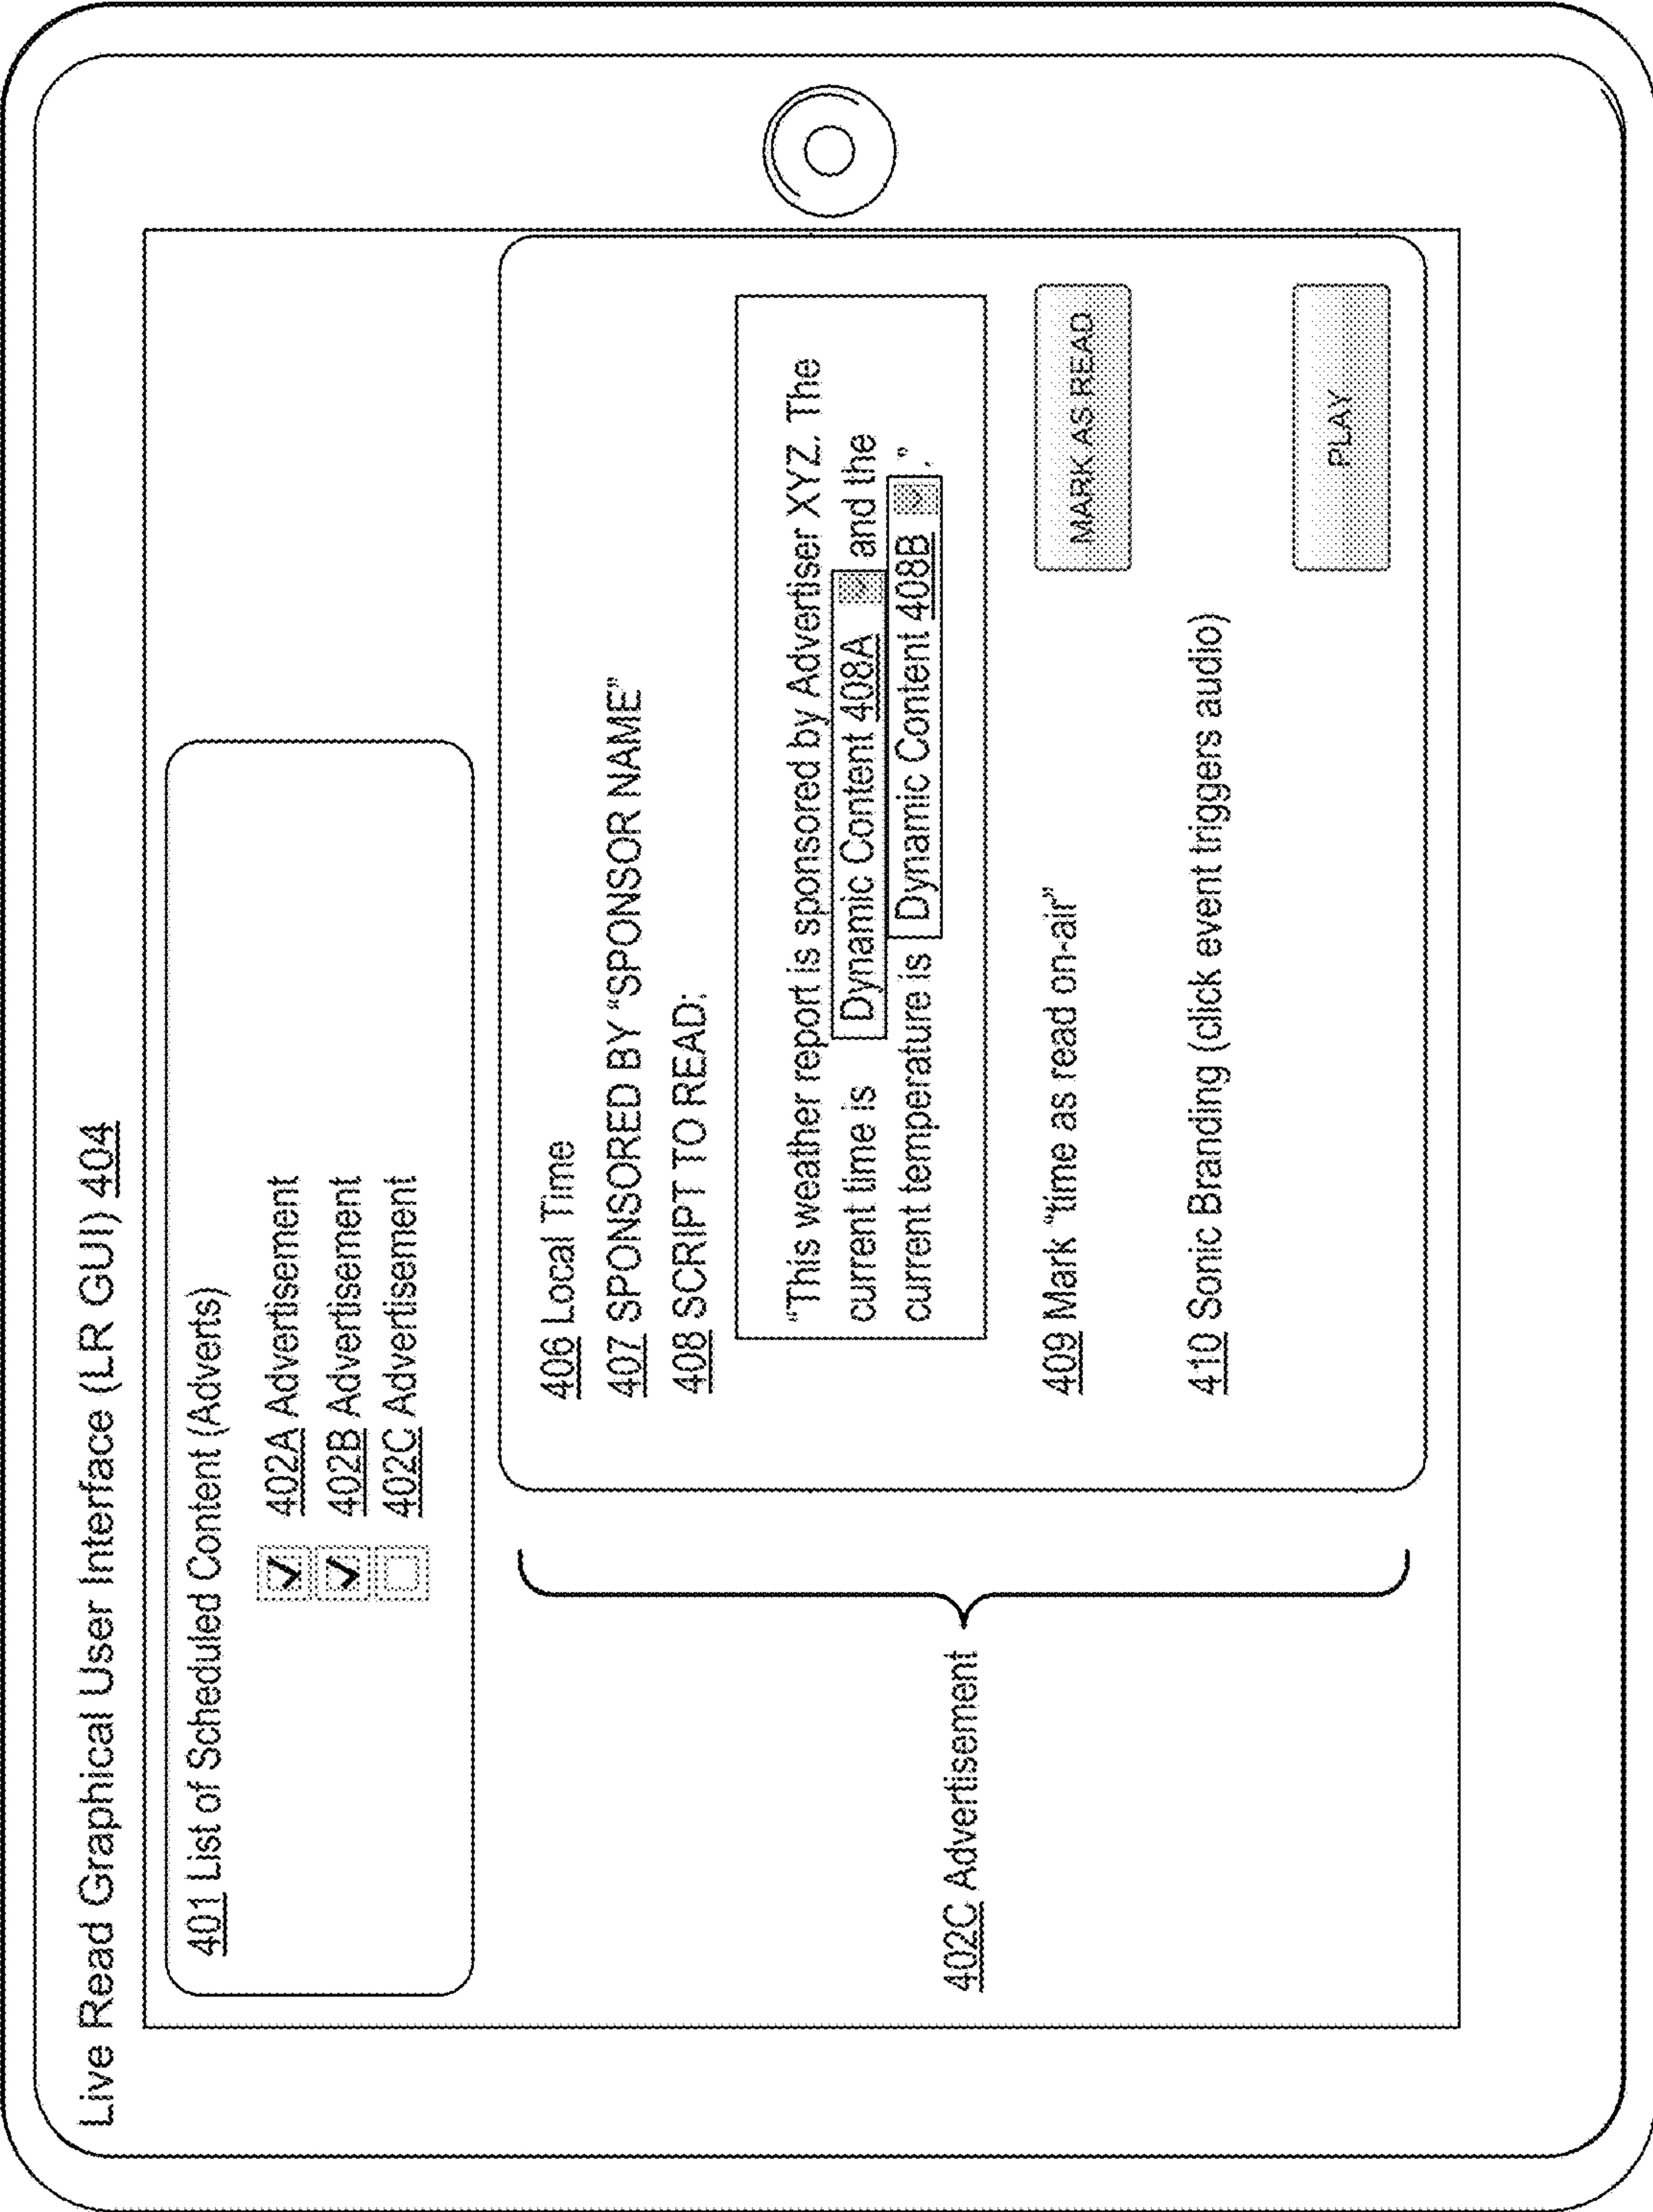 Live Read Graphical User Interface (LR GUI) 404
401 List of Scheduled Content (Adverts)
402A Advertisement
402B Advertisement
402C Advertisement
402C Advertisement
406 Local Time
407 SPONSORED BY “SPONSOR NAME”
408 SCRIPT TO READ:
“This weather report is sponsored by Advertiser XYZ. The
current time is Dynamic Content 408A and the
current temperature is Dynamic Content 408B .”
409 Mark “time as read on-air”
MARK AS READ
410 Sonic Branding (click event triggers audio)
PLAY